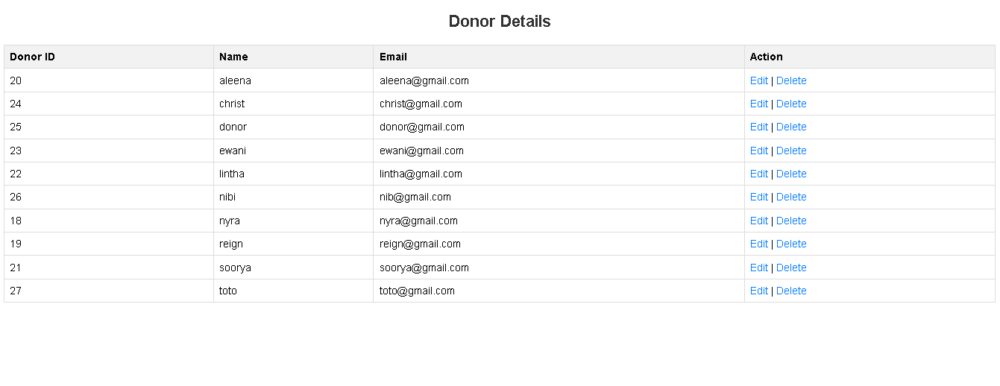 Donor Details
Donor ID Name Email Action
20 aleena aleena@gmail.com Edit | Delete
24 christ christ@gmail.com Edit | Delete
25 donor donor@gmail.com Edit | Delete
23 ewani ewani@gmail.com Edit | Delete
22 lintha lintha@gmail.com Edit | Delete
26 nibi nib@gmail.com Edit | Delete
18 nyra nyra@gmail.com Edit | Delete
19 reign reign@gmail.com Edit | Delete
21 soorya soorya@gmail.com Edit | Delete
27 toto toto@gmail.com Edit | Delete